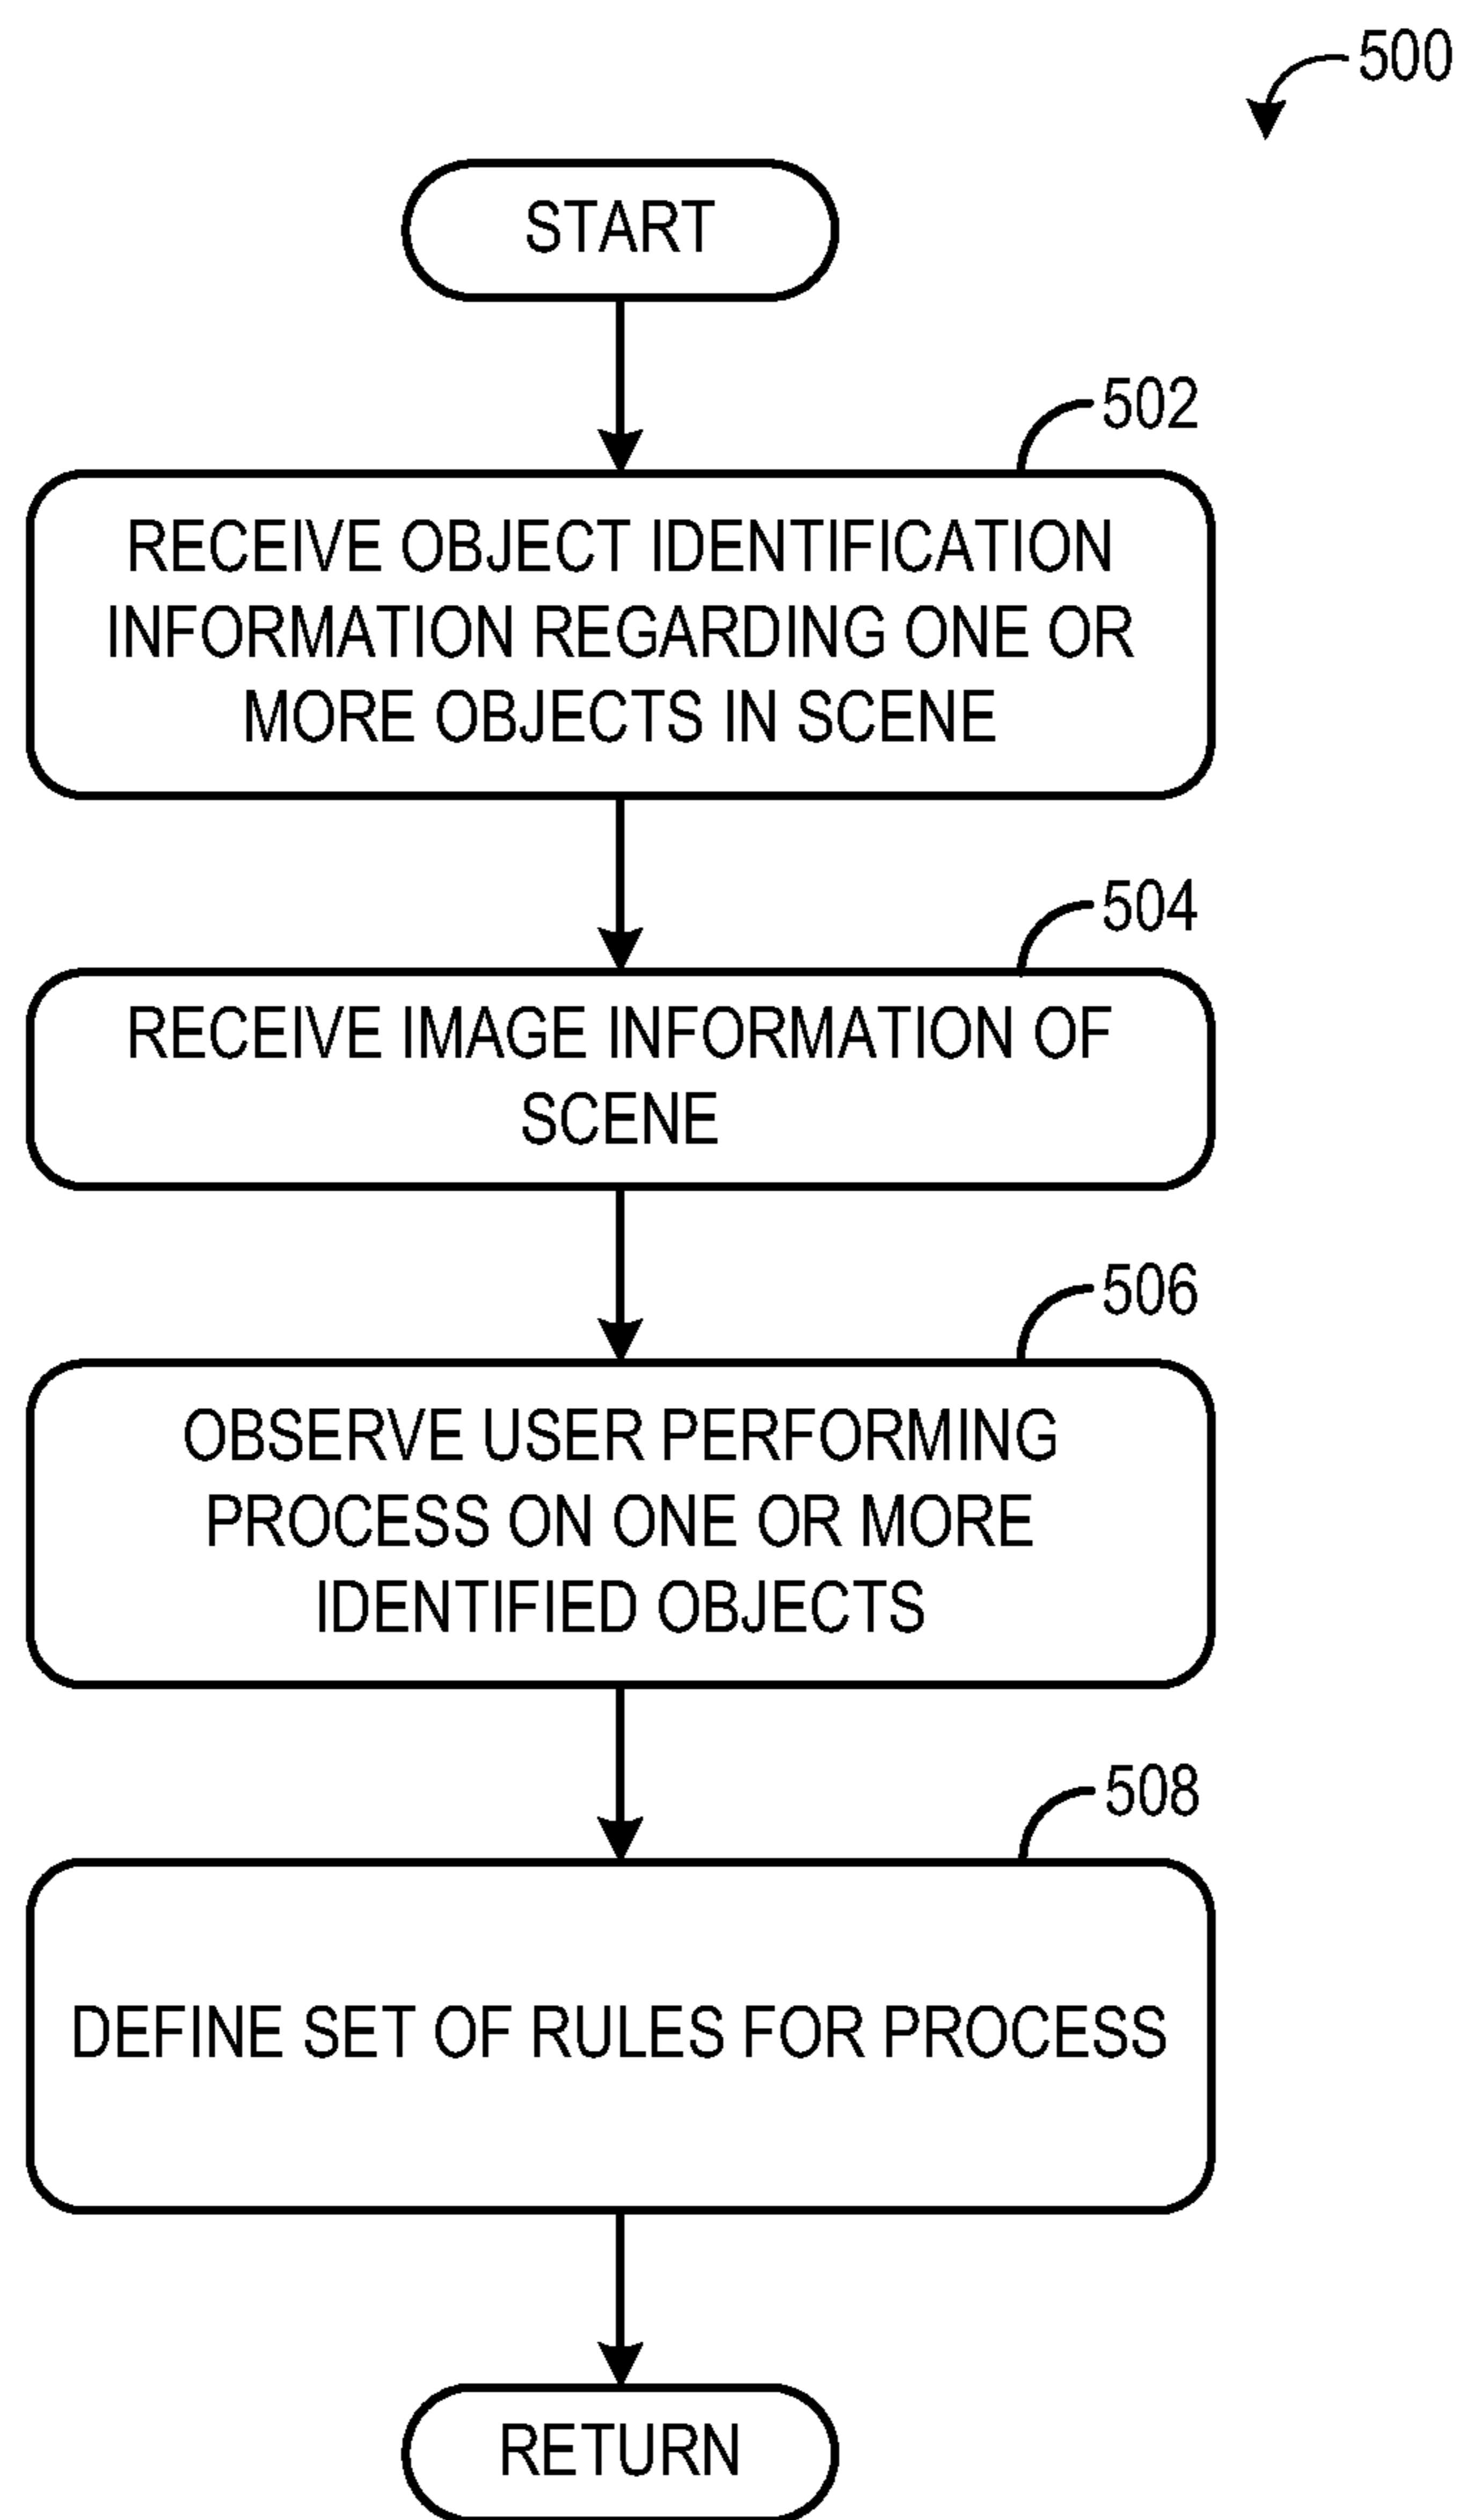 500
START
502
RECEIVE OBJECT IDENTIFICATION
INFORMATION REGARDING ONE OR
MORE OBJECTS IN SCENE
504
RECEIVE IMAGE INFORMATION OF
SCENE
506
OBSERVE USER PERFORMING
PROCESS ON ONE OR MORE
IDENTIFIED OBJECTS
508
DEFINE SET OF RULES FOR PROCESS
RETURN